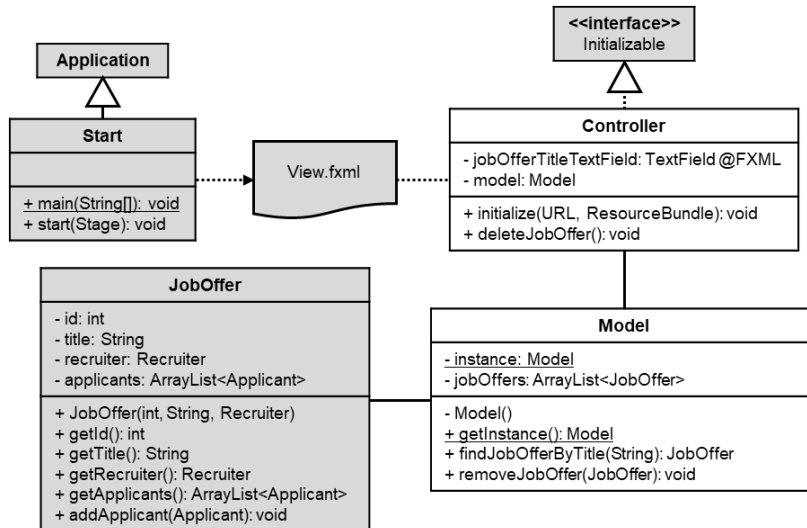 Application
Start
+ main(String[]): void
+ start(Stage): void
View.fxml
<<interface>>
Initializable
Controller
- jobOfferTitleTextField: TextField @FXML
- model: Model
+ initialize(URL, ResourceBundle): void
+ deleteJobOffer(): void
JobOffer
- id: int
- title: String
- recruiter: Recruiter
- applicants: ArrayList<Applicant>
+ JobOffer(int, String, Recruiter)
+ getId(): int
+ getTitle(): String
+ getRecruiter(): Recruiter
+ getApplicants(): ArrayList<Applicant>
+ addApplicant(Applicant): void
Model
- instance: Model
- jobOffers: ArrayList<JobOffer>
- Model()
+ getInstance(): Model
+ findJobOfferByTitle(String): JobOffer
+ removeJobOffer(JobOffer): void